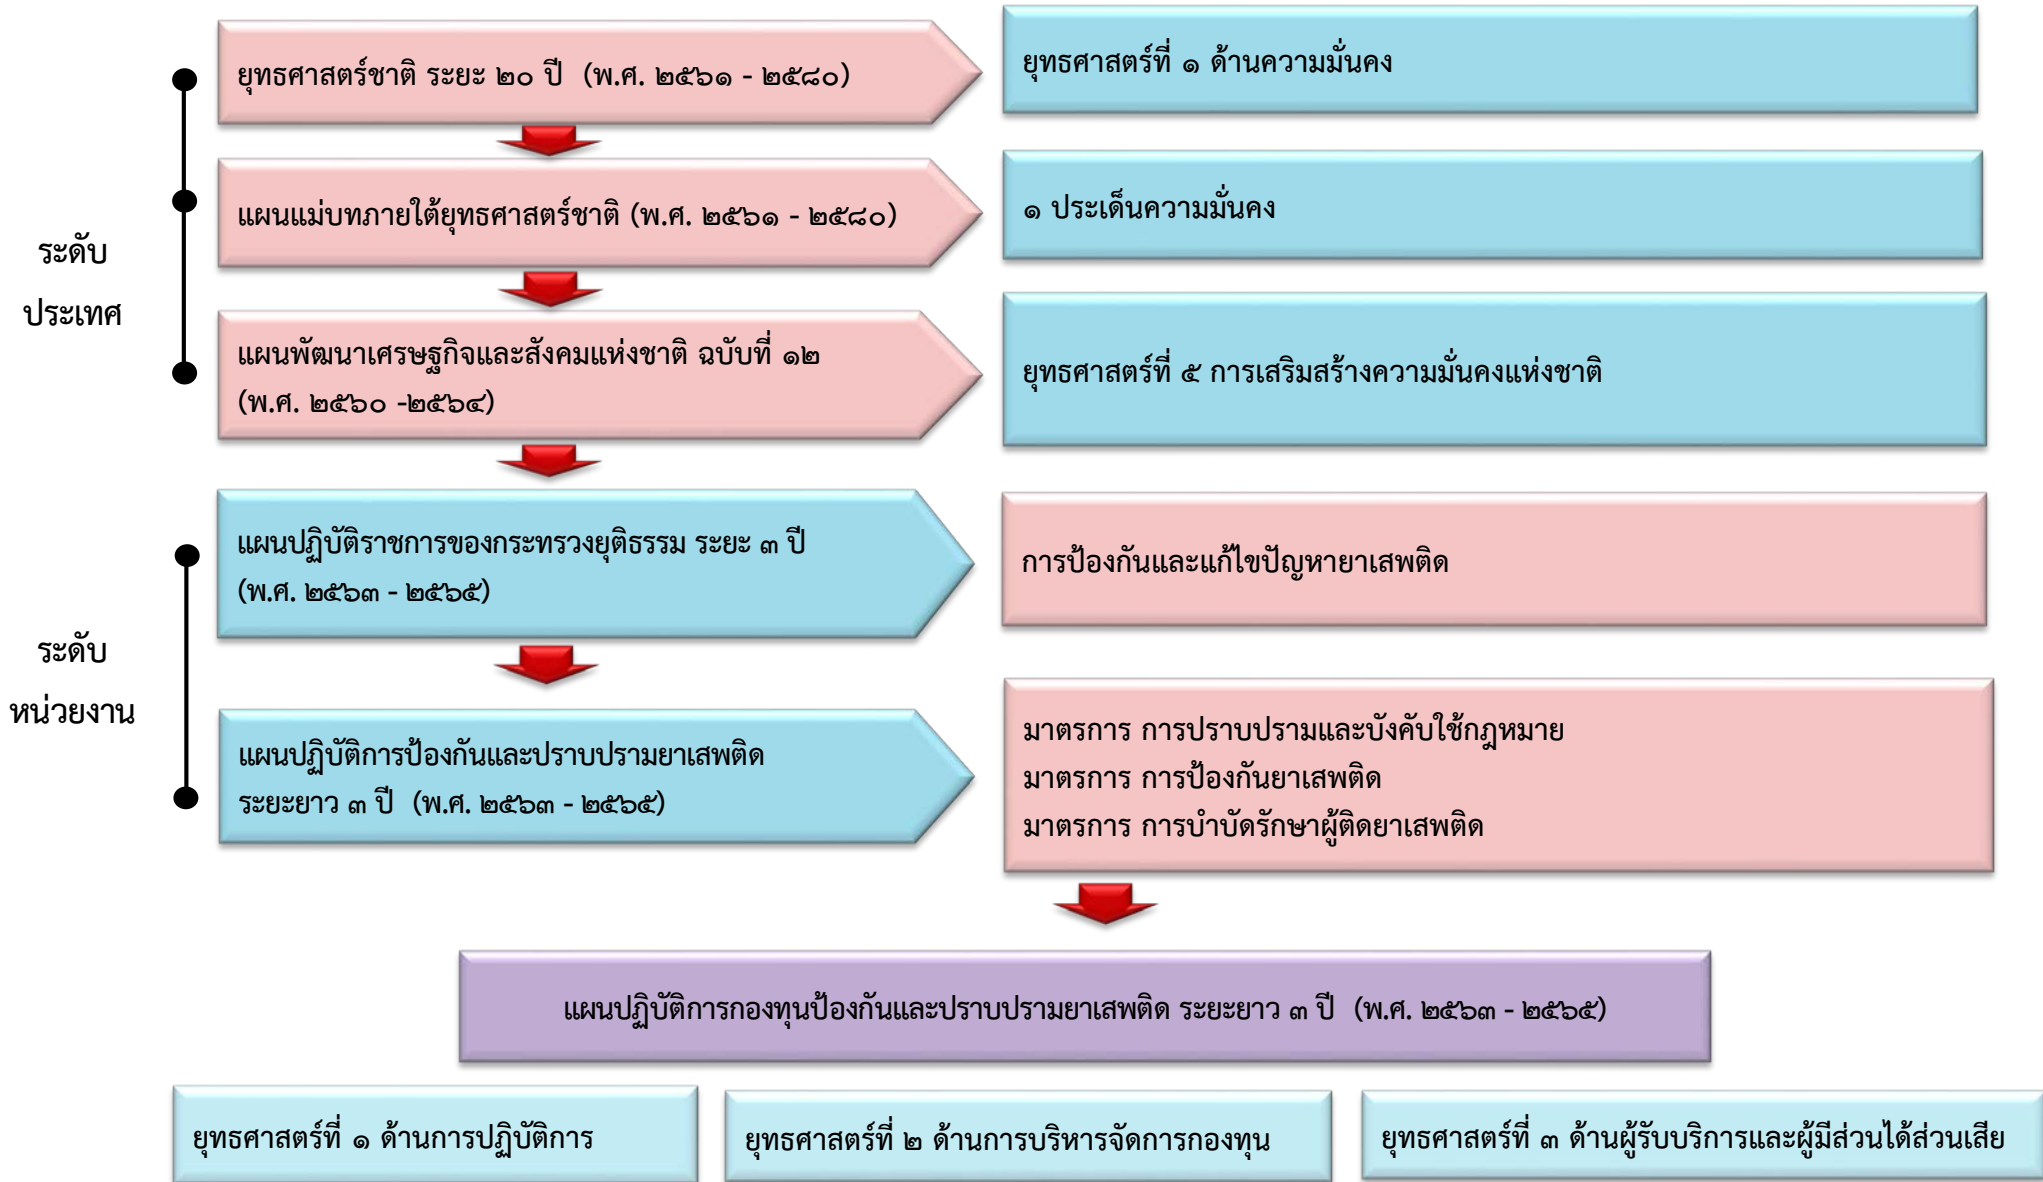 ยุทธศาสตร์ชาติ ระยะ ๒๐ ปี (พ.ศ. ๒๕๖๑ - ๒๕๘๐)
ยุทธศาสตร์ที่ ๑ ด้านความมั่นคง
แผนแม่บทภายใต้ยุทธศาสตร์ชาติ (พ.ศ. ๒๕๖๑ - ๒๕๘๐)
๑ ประเด็นความมั่นคง
ระดับ
ประเทศ
แผนพัฒนาเศรษฐกิจและสังคมแห่งชาติ ฉบับที่ ๑๒
(พ.ศ. ๒๕๖๐ -๒๕๖๔)
ยุทธศาสตร์ที่ ๕ การเสริมสร้างความมั่นคงแห่งชาติ
แผนปฏิบัติราชการของกระทรวงยุติธรรม ระยะ ๓ ปี
(พ.ศ. ๒๕๖๓ - ๒๕๖๕)
การป้องกันและแก้ไขปัญหายาเสพติด
ระดับ
หน่วยงาน
แผนปฏิบัติการป้องกันและปราบปรามยาเสพติด
ระยะยาว ๓ ปี (พ.ศ. ๒๕๖๓ - ๒๕๖๕)
มาตรการ การปราบปรามและบังคับใช้กฎหมาย
มาตรการ การป้องกันยาเสพติด
มาตรการ การบำบัดรักษาผู้ติดยาเสพติด
แผนปฏิบัติการกองทุนป้องกันและปราบปรามยาเสพติด ระยะยาว ๓ ปี (พ.ศ. ๒๕๖๓ - ๒๕๖๕)
ยุทธศาสตร์ที่ ๑ ด้านการปฏิบัติการ
ยุทธศาสตร์ที่ ๒ ด้านการบริหารจัดการกองทุน
ยุทธศาสตร์ที่ ๓ ด้านผู้รับบริการและผู้มีส่วนได้ส่วนเสีย